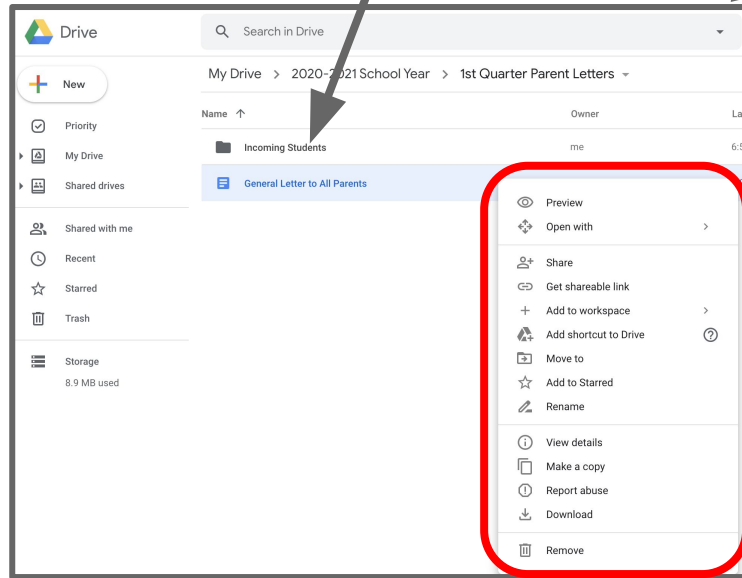 Drive
Search in Drive
My Drive > 2020-2021 School Year > 1st Quarter Parent Letters
New
Name ↑ Owner La
Priority
Incoming Students me 6:5
My Drive
Shared drives
General Letter to All Parents
Preview
Shared with me
Open with
Recent
Share
Starred
Get shareable link
Trash
Add to workspace
Add shortcut to Drive
Storage
Move to
8.9 MB used
Add to Starred
Rename
View details
Make a copy
Report abuse
Download
Remove